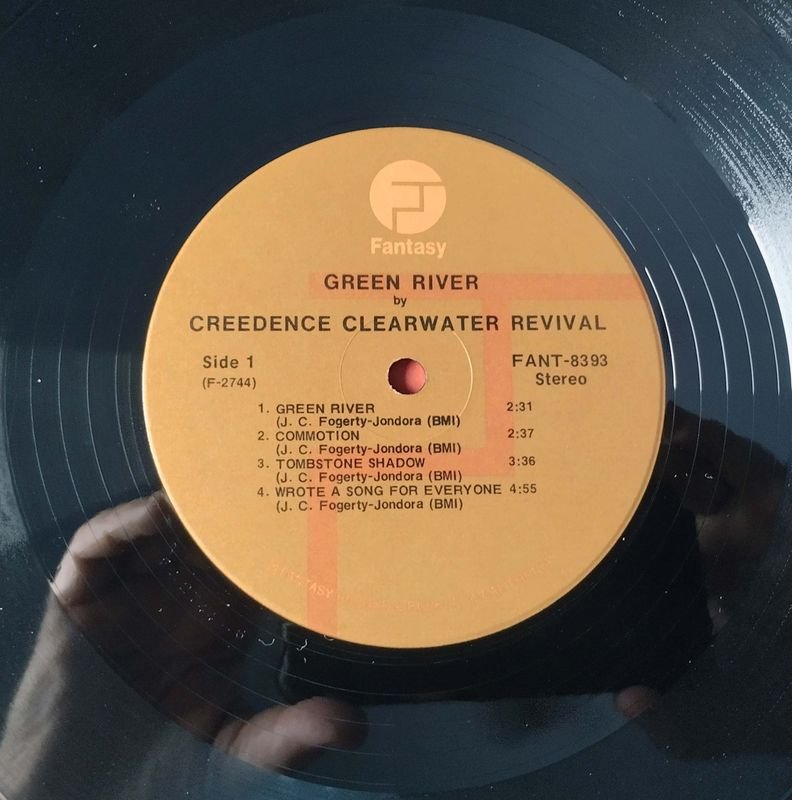 Fantasy
GREEN RIVER
by
CREEDENCE CLEARWATER REVIVAL
Side 1
(F-2744)
FANT-8393
Stereo
1. GREEN RIVER 2:31
(J. C. Fogerty-Jondora (BMI)
2. COMMOTION 2:37
(J. C. Fogerty-Jondora (BMI)
3. TOMBSTONE SHADOW 3:36
(J. C. Fogerty-Jondora (BMI)
4. WROTE A SONG FOR EVERYONE 4:55
(J. C. Fogerty-Jondora (BMI)